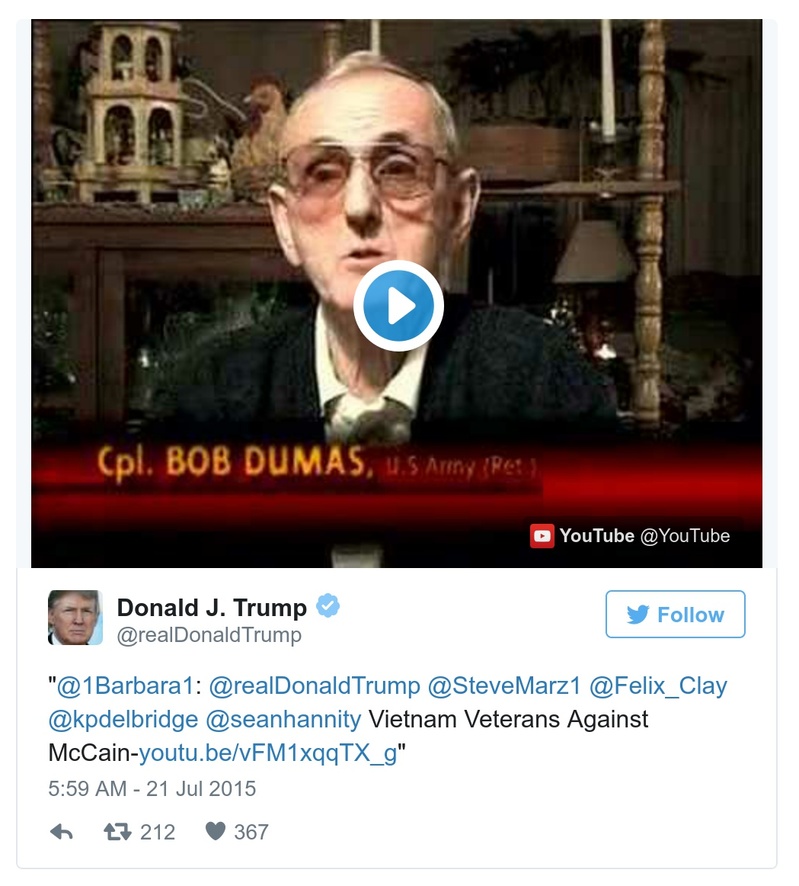 Cpl. BOB DUMAS, U.S Army (Ret.)
YouTube @YouTube
Donald J. Trump
@realDonaldTrump
Follow
"@1Barbara1: @realDonaldTrump @SteveMarz1 @Felix_Clay
@kpdelbridge @seanhannity Vietnam Veterans Against
McCain-youtu.be/vFM1xqqTX_g"
5:59 AM - 21 Jul 2015
212 367